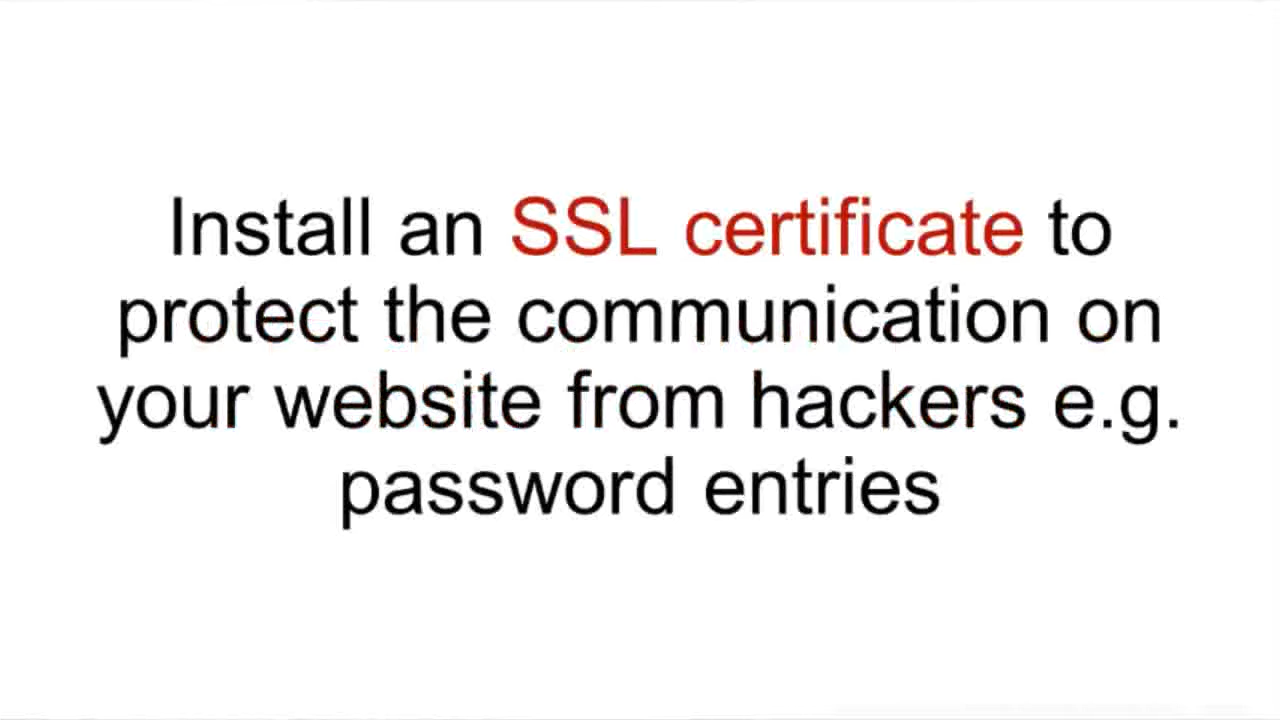 Install an SSL certificate to
protect the communication on
your website from hackers e.g.
password entries